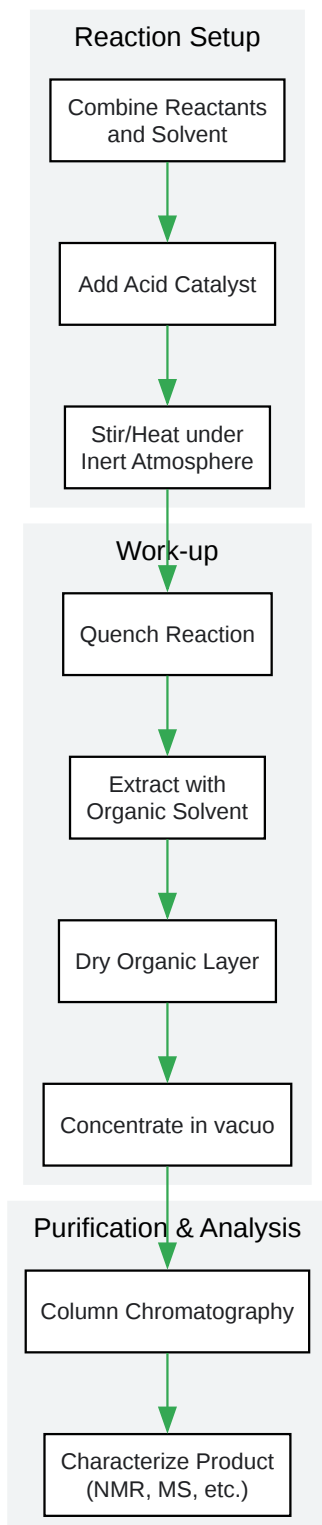 Reaction Setup
Combine Reactants
and Solvent
Add Acid Catalyst
Stir/Heat under
Inert Atmosphere
Work-up
Quench Reaction
Extract with
Organic Solvent
Dry Organic Layer
Concentrate in vacuo
Purification & Analysis
Column Chromatography
Characterize Product
(NMR, MS, etc.)